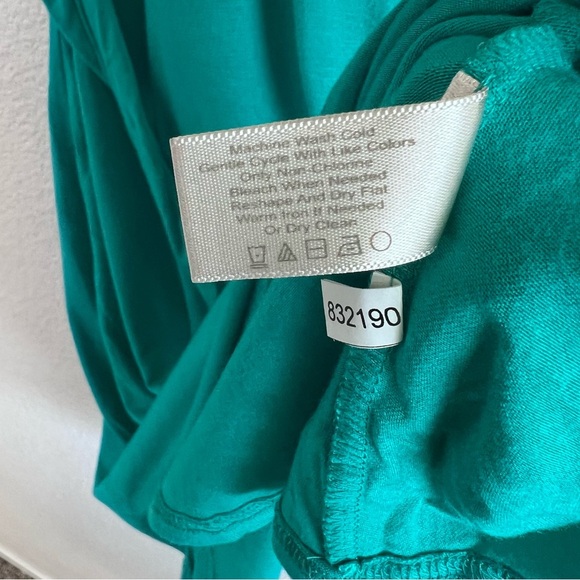 Machine Wash Cold
Gentle Cycle With Like Colors
Only Non-Chlorine
Bleach When Needed
Reshape And Dry Flat
Warm Iron If Needed
Or Dry Clean
832190